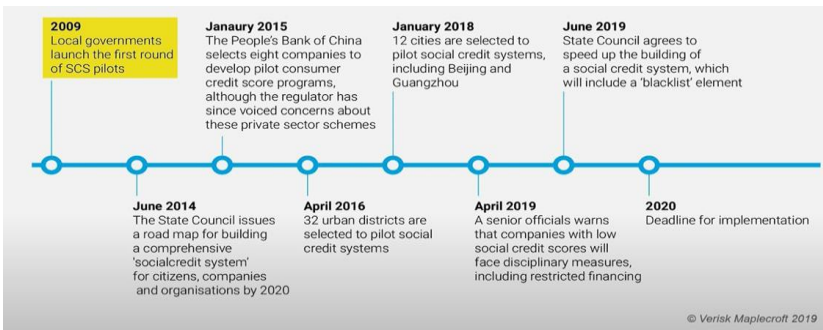 2009
Local governments
launch the first round
of SCS pilots
Janaury 2015
The People's Bank of China
selects eight companies to
develop pilot consumer
credit score programs,
although the regulator has
since voiced concerns about
these private sector schemes
January 2018
12 cities are selected to
pilot social credit systems,
including Beijing and
Guangzhou
June 2019
State Council agrees to
speed up the building of
a social credit system, which
will include a 'blacklist' element
June 2014
The State Council issues
a road map for building
a comprehensive
'socialcredit system'
for citizens, companies
and organisations by 2020
April 2016
32 urban districts are
selected to pilot social
credit systems
April 2019
A senior officials warns
that companies with low
social credit scores will
face disciplinary measures,
including restricted financing
2020
Deadline for implementation
© Verisk Maplecroft 2019